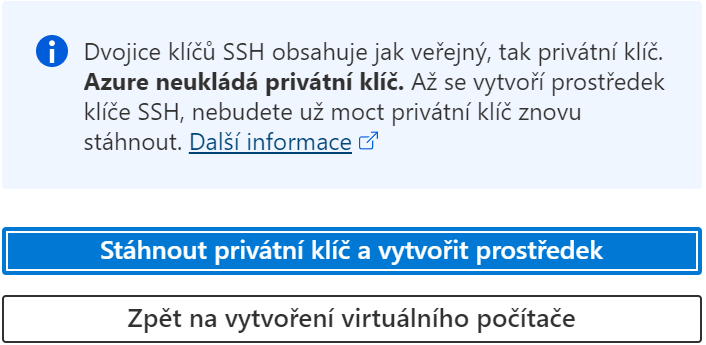 Dvojice klíčů SSH obsahuje jak veřejný, tak privátní klíč.
Azure neukládá privátní klíč. Až se vytvoří prostředek
klíče SSH, nebudete už moct privátní klíč znovu
stáhnout. Další informace
Stáhnout privátní klíč a vytvořit prostředek
Zpět na vytvoření virtuálního počítače